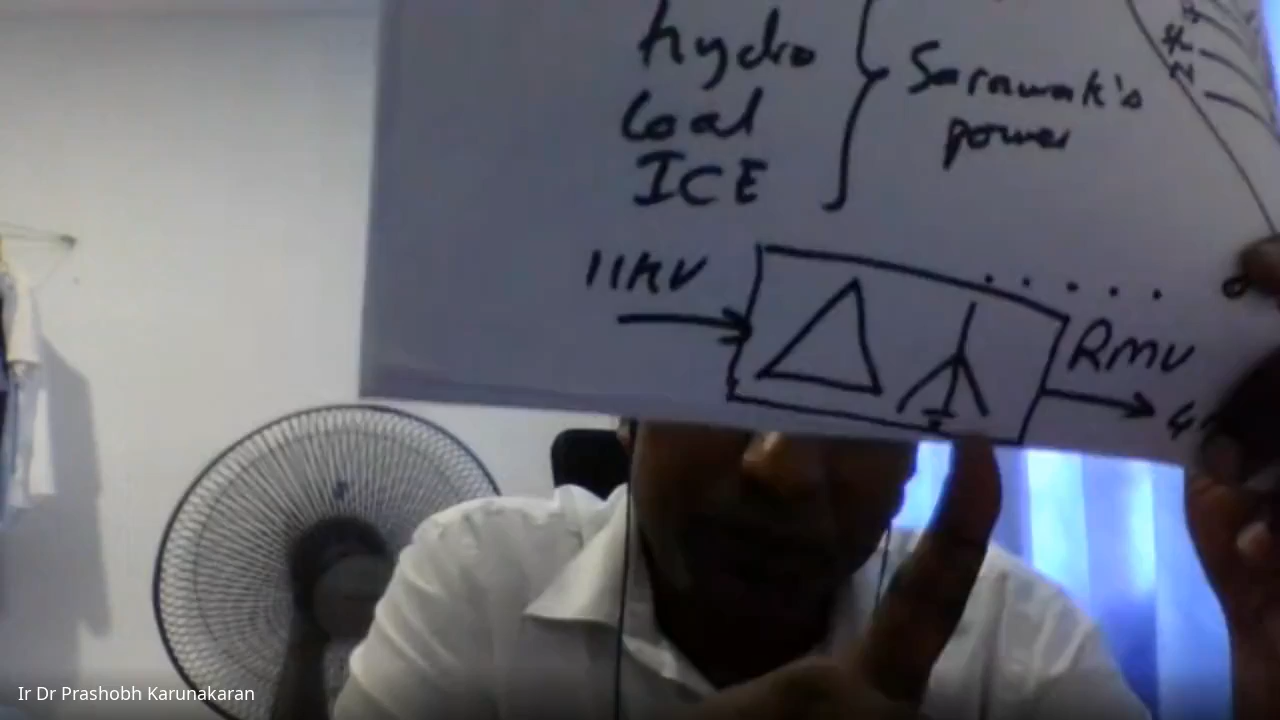 hydro
Coal
ICE
Sarawak's
power
11KV
RMU
Ir Dr Prashobh Karunakaran